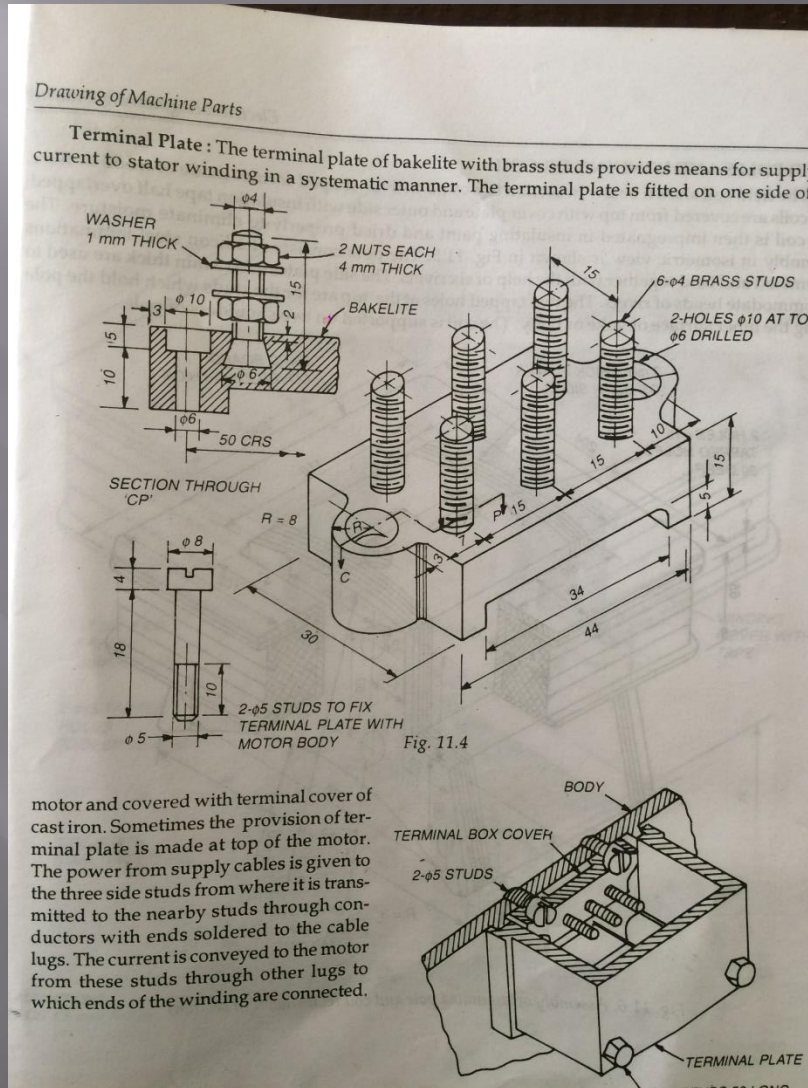 Drawing of Machine Parts
Terminal Plate : The terminal plate of bakelite with brass studs provides means for suppl
current to stator winding in a systematic manner. The terminal plate is fitted on one side of
ϕ4
WASHER
1 mm THICK
2 NUTS EACH
4 mm THICK
15
2
BAKELITE
3
ϕ 10
5
10
ϕ 6
ϕ6
50 CRS
SECTION THROUGH
'CP'
15
6-ϕ4 BRASS STUDS
2-HOLES ϕ10 AT TO
ϕ6 DRILLED
10
15
15
P
7
3
15
5
R = 8
R
C
30
34
44
ϕ 8
4
18
10
ϕ 5
2-ϕ5 STUDS TO FIX
TERMINAL PLATE WITH
MOTOR BODY
Fig. 11.4
motor and covered with terminal cover of
cast iron. Sometimes the provision of ter-
minal plate is made at top of the motor.
The power from supply cables is given to
the three side studs from where it is trans-
mitted to the nearby studs through con-
ductors with ends soldered to the cable
lugs. The current is conveyed to the motor
from these studs through other lugs to
which ends of the winding are connected.
BODY
TERMINAL BOX COVER
2-ϕ5 STUDS
TERMINAL PLATE